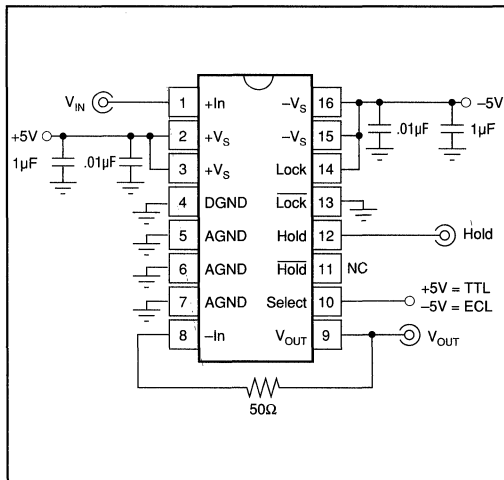 V_IN
1
+In
−V_S
16
−5V
+5V
2
+V_S
−V_S
15
.01µF
1µF
1µF
.01µF
3
+V_S
Lock
14
4
DGND
L̅o̅c̅k̅
13
5
AGND
Hold
12
Hold
6
AGND
H̅o̅l̅d̅
11
NC
7
AGND
Select
10
+5V = TTL
−5V = ECL
8
−In
V_OUT
9
V_OUT
50Ω